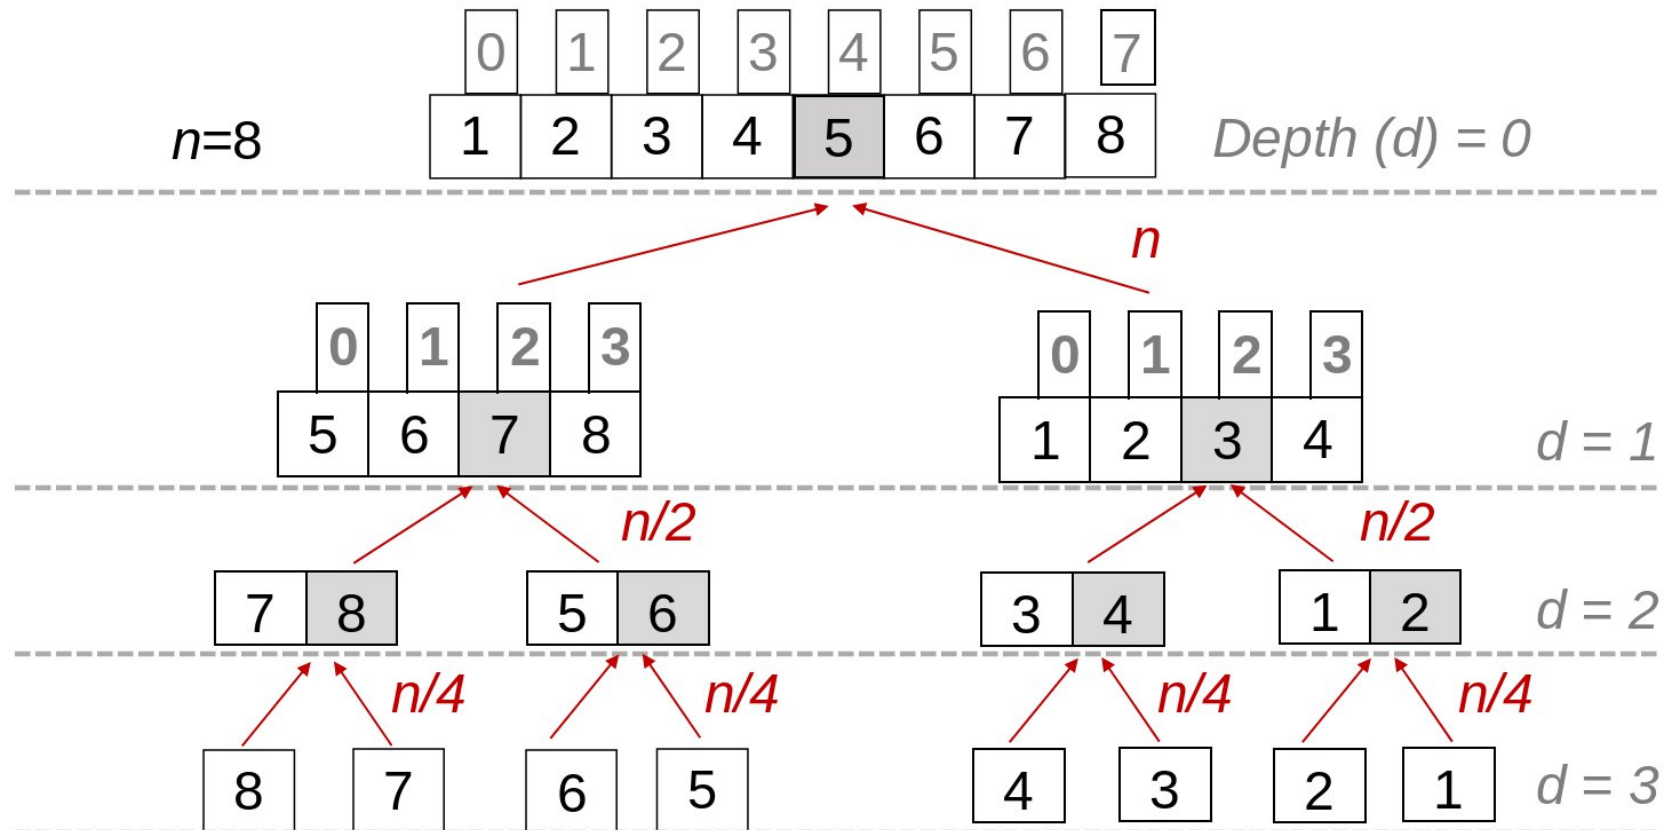 0 1 2 3 4 5 6 7
n=8 1 2 3 4 5 6 7 8 Depth (d) = 0
n
0 1 2 3 0 1 2 3
5 6 7 8 1 2 3 4 d = 1
n/2 n/2
7 8 5 6 3 4 1 2 d = 2
n/4 n/4 n/4 n/4
8 7 6 5 4 3 2 1 d = 3